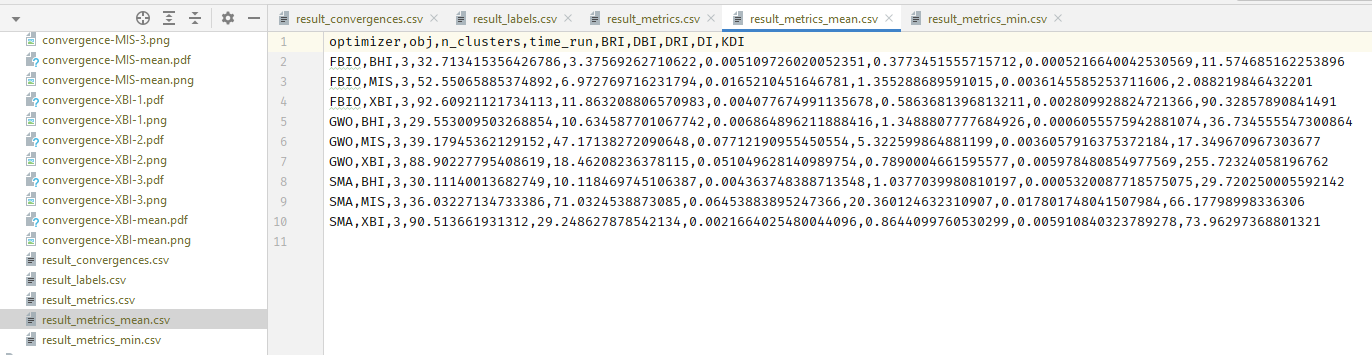 result_convergences.csv
result_labels.csv
result_metrics.csv
result_metrics_mean.csv
result_metrics_min.csv
convergence-MIS-3.png
convergence-MIS-mean.pdf
convergence-MIS-mean.png
convergence-XBI-1.pdf
convergence-XBI-1.png
convergence-XBI-2.pdf
convergence-XBI-2.png
convergence-XBI-3.pdf
convergence-XBI-3.png
convergence-XBI-mean.pdf
convergence-XBI-mean.png
result_convergences.csv
result_labels.csv
result_metrics.csv
result_metrics_mean.csv
result_metrics_min.csv
1 optimizer,obj,n_clusters,time_run,BRI,DBI,DRI,DI,KDI
2 FBIO,BHI,3,32.713415356426786,3.37569262710622,0.005109726020052351,0.3773451555715712,0.0005216640042530569,11.574685162253896
3 FBIO,MIS,3,52.55065885374892,6.972769716231794,0.0165210451646781,1.355288689591015,0.0036145585253711606,2.088219846432201
4 FBIO,XBI,3,92.60921121734113,11.863208806570983,0.004077674991135678,0.5863681396813211,0.002809928824721366,90.32857890841491
5 GWO,BHI,3,29.553009503268854,10.634587701067742,0.006864896211888416,1.3488807777684926,0.0006055575942881074,36.734555547300864
6 GWO,MIS,3,39.17945362129152,47.17138272090648,0.07712190955450554,5.322599864881199,0.0036057916375372184,17.349670967303677
7 GWO,XBI,3,88.90227795408619,18.46208236378115,0.051049628140989754,0.7890004661595577,0.005978480854977569,255.72324058196762
8 SMA,BHI,3,30.11140013682749,10.118469745106387,0.004363748388713548,1.0377039980810197,0.0005320087718575075,29.720250005592142
9 SMA,MIS,3,36.03227134733386,71.0324538873085,0.06453883895247366,20.360124632310907,0.017801748041507984,66.17798998336306
10 SMA,XBI,3,90.513661931312,29.248627878542134,0.0021664025480044096,0.8644099760530299,0.005910840323789278,73.96297368801321
11